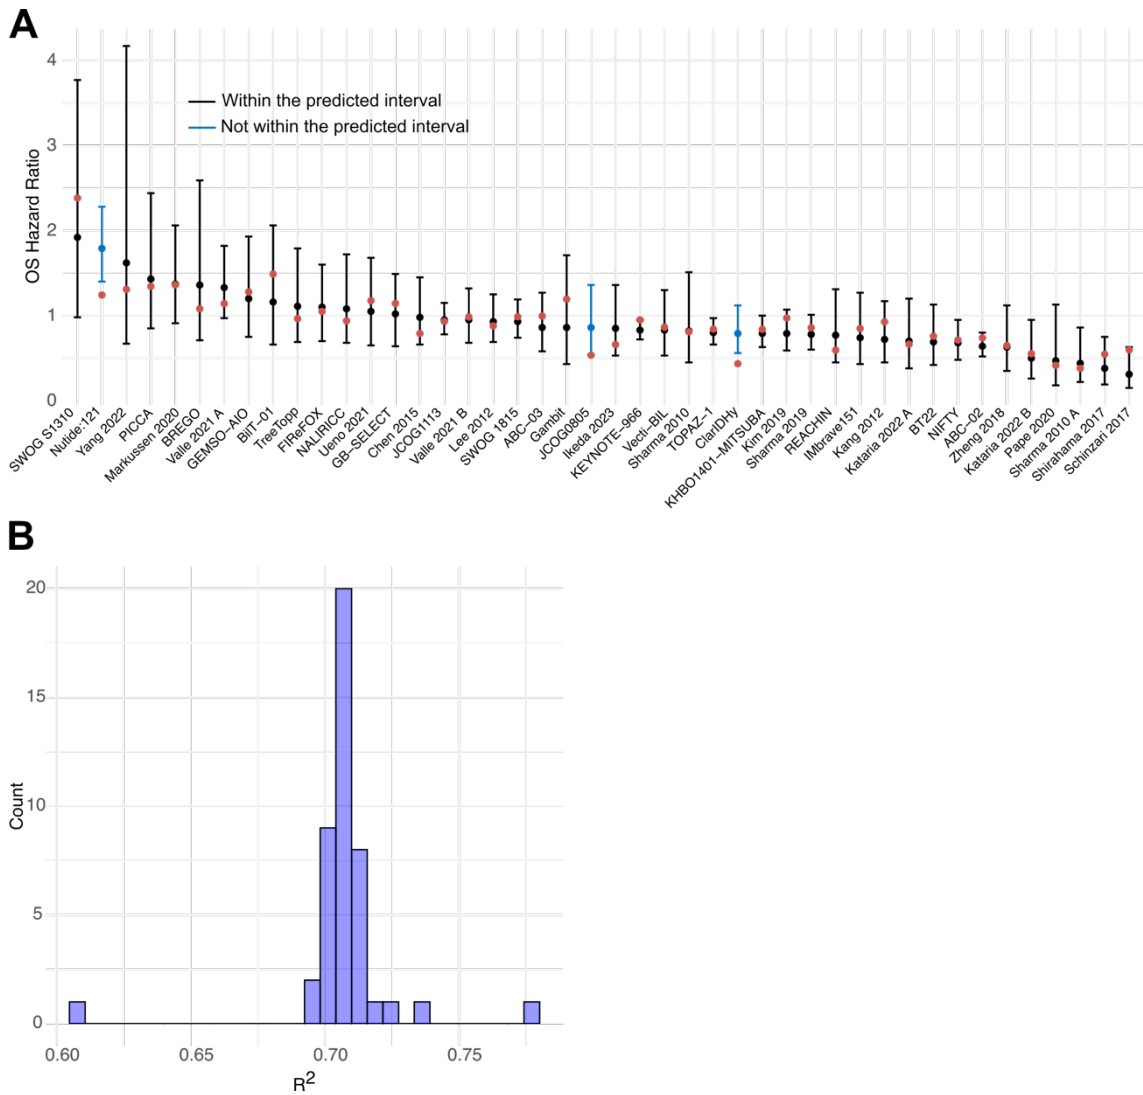 A
OS Hazard Ratio
4
3
2
1
0
Within the predicted interval
Not within the predicted interval
SWOG S1310
Nutide:121
Yang 2022
PICCA
Markussen 2020
BREGO
Valle 2021 A
GEMSO–AIO
BilT–01
TreeTopp
FIReFOX
NALIRICC
Ueno 2021
GB–SELECT
Chen 2015
JCOG1113
Valle 2021 B
Lee 2012
SWOG 1815
ABC–03
Gambit
JCOG0805
Ikeda 2023
KEYNOTE–966
Vecti–BIL
Sharma 2010
TOPAZ–1
ClarIDHy
KHBO1401–MITSUBA
Kim 2019
Sharma 2019
REACHIN
IMbrave151
Kang 2012
Kataria 2022 A
BT22
NIFTY
ABC–02
Zheng 2018
Kataria 2022 B
Pape 2020
Sharma 2010 A
Shirahama 2017
Schinzari 2017
B
Count
20
15
10
5
0
0.60
0.65
0.70
0.75
R²